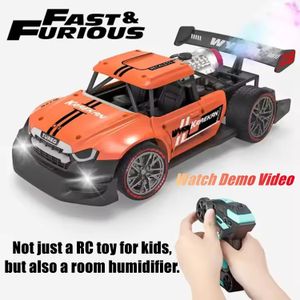 FAST &
FURIOUS
Watch Demo Video
Not just a RC toy for kids,
but also a room humidifier.